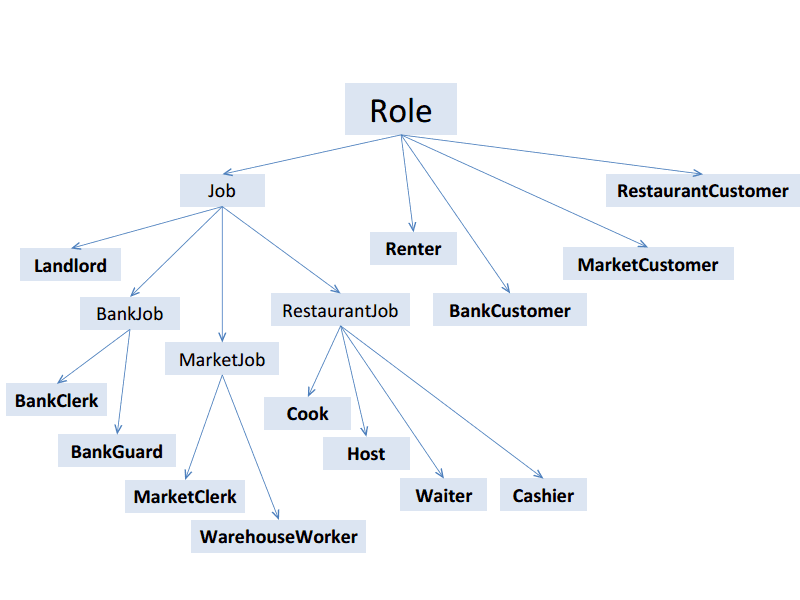 Role
Job
RestaurantCustomer
Renter
Landlord
MarketCustomer
BankJob
RestaurantJob
BankCustomer
MarketJob
BankClerk
Cook
BankGuard
Host
MarketClerk
Waiter
Cashier
WarehouseWorker